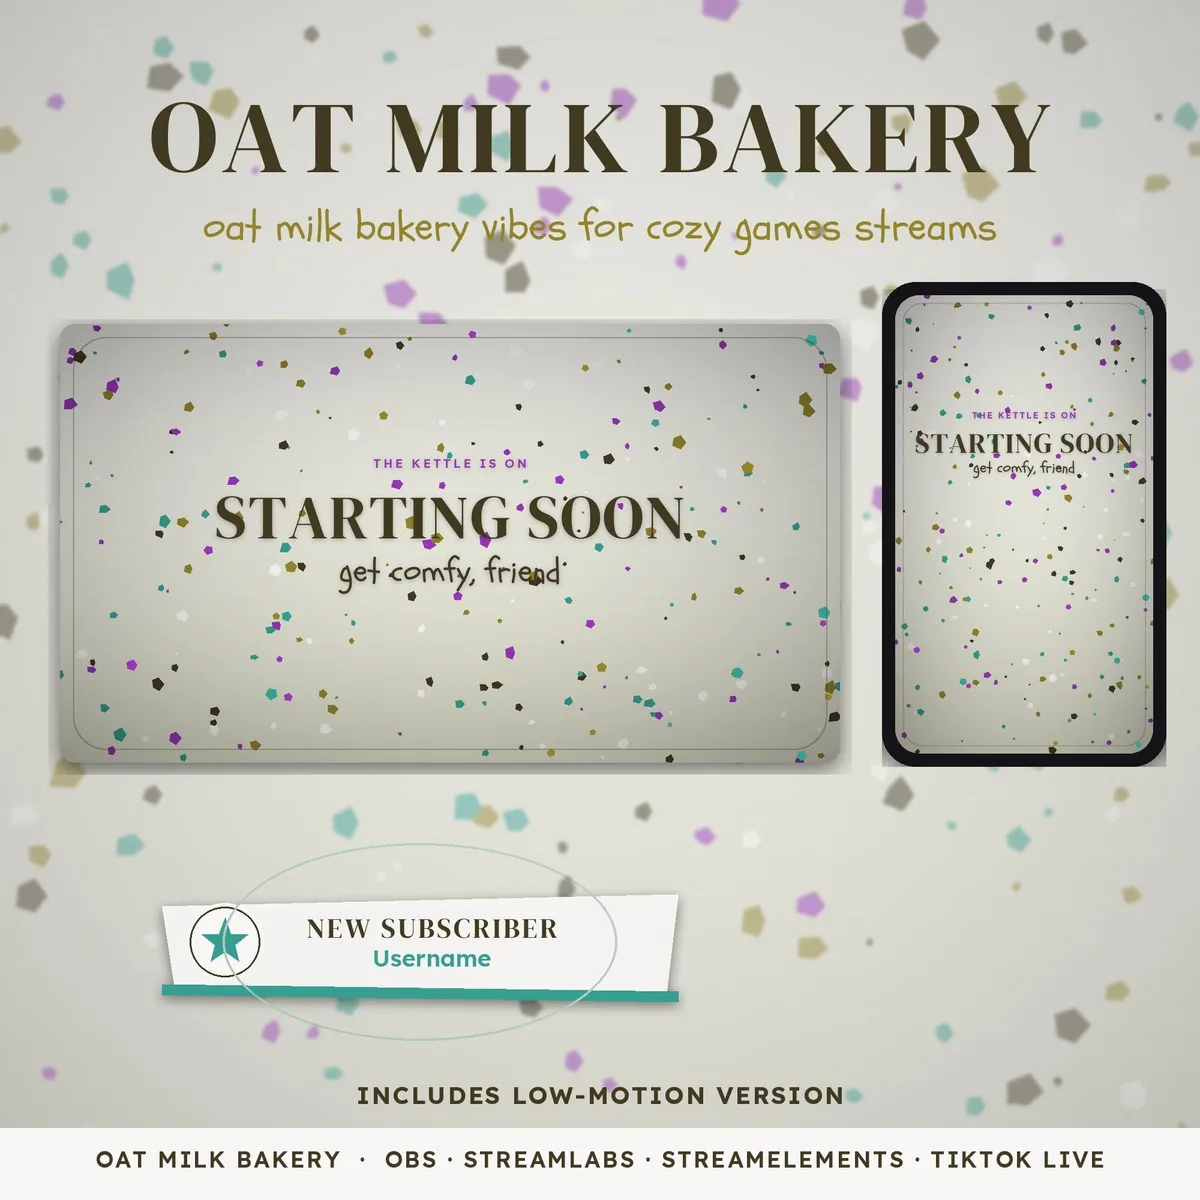 OAT MILK BAKERY
oat milk bakery vibes for cozy games streams
THE KETTLE IS ON
STARTING SOON
get comfy, friend
THE KETTLE IS ON
STARTING SOON
get comfy, friend
NEW SUBSCRIBER
Username
INCLUDES LOW-MOTION VERSION
OAT MILK BAKERY · OBS · STREAMLABS · STREAMELEMENTS · TIKTOK LIVE